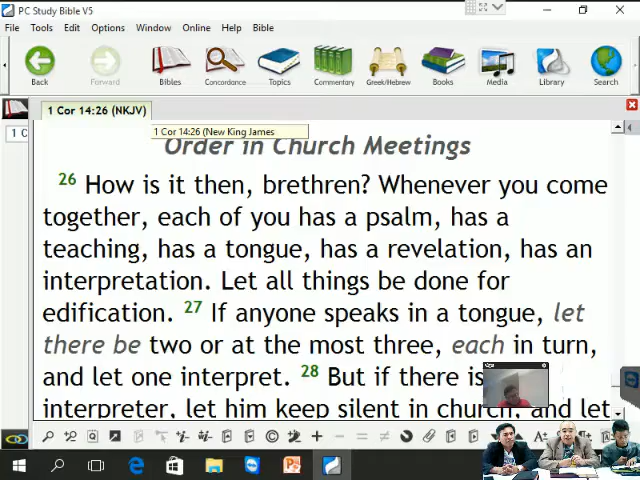 PC Study Bible V5
File Tools Edit Options Window Online Help Bible
Back Forward Bibles Concordance Topics Commentary Greek/Hebrew Books Media Library Search
1 Cor 14:26 (NKJV)
1 Cor 14:26 (New King James
1 C
Order in Church Meetings
26 How is it then, brethren? Whenever you come
together, each of you has a psalm, has a
teaching, has a tongue, has a revelation, has an
interpretation. Let all things be done for
edification. 27 If anyone speaks in a tongue, let
there be two or at the most three, each in turn,
and let one interpret. 28 But if there is
interpreter, let him keep silent in church, and let